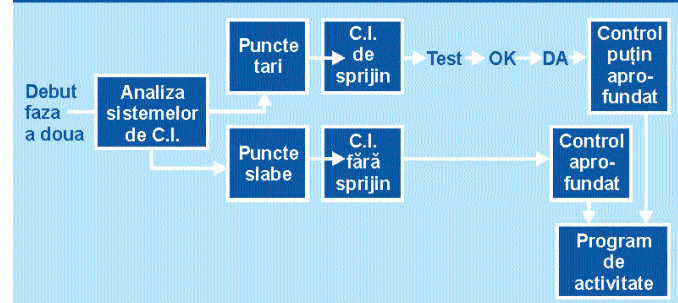 Debut
faza
a doua
Analiza
sistemelor
de C.I.
Puncte
tari
C.I.
de
sprijin
Test
OK
DA
Control
puțin
apro-
fundat
Puncte
slabe
C.I.
fără
sprijin
Control
apro-
fundat
Program
de
activitate